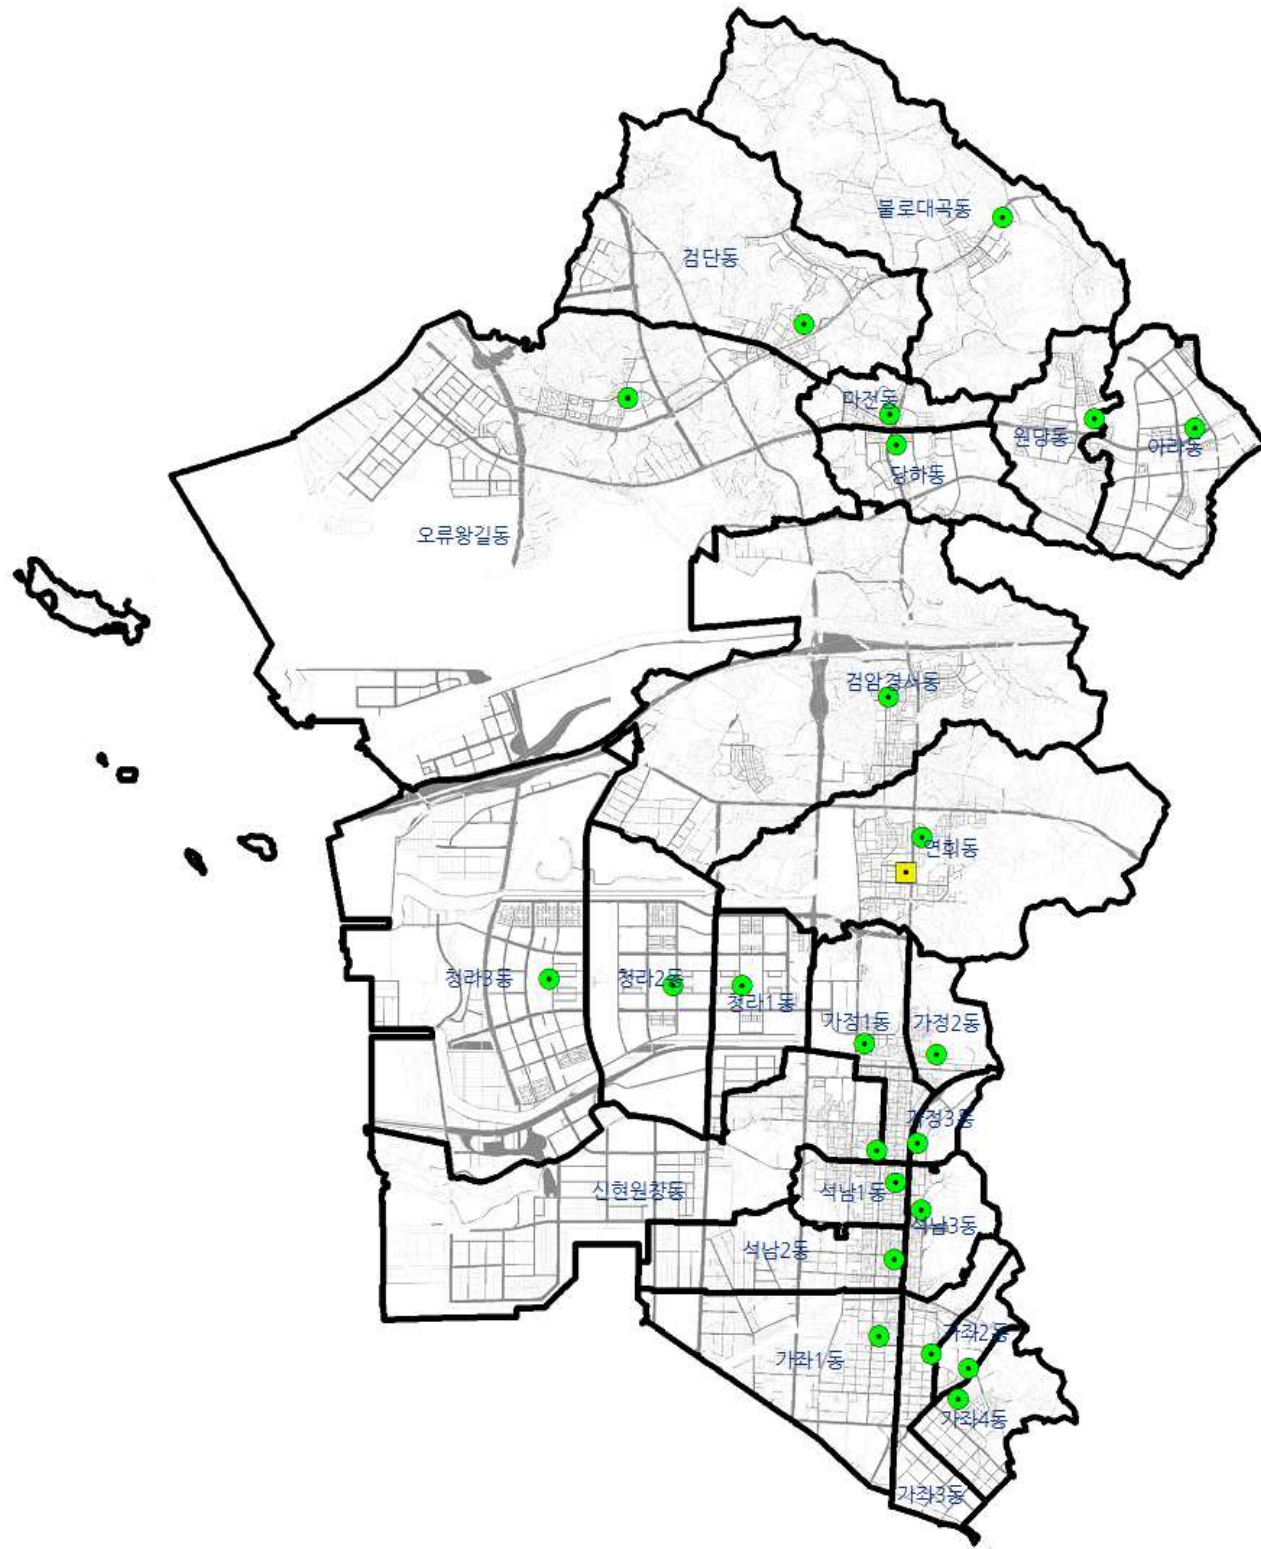 불로대곡동
검단동
마전동
원당동
아라동
당하동
오류왕길동
검암경서동
연희동
청라3동
청라2동
청라1동
가정1동
가정2동
가정3동
신현원창동
석남1동
석남3동
석남2동
가좌2동
가좌1동
가좌4동
가좌3동